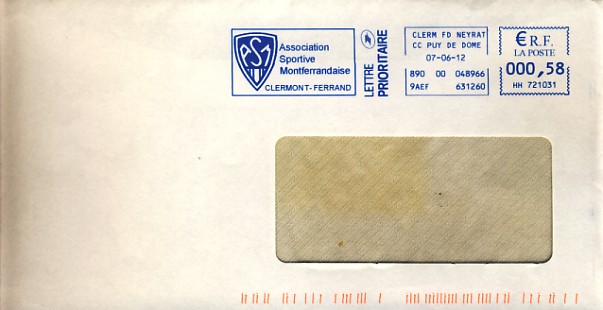 ASM
Association
Sportive
Montferrandaise
CLERMONT-FERRAND
LETTRE
PRIORITAIRE
CLERM FD NEYRAT
CC PUY DE DOME
07-06-12
890 00 048966
9AEF 631260
€ R.F.
LA POSTE
000,58
HH 721031